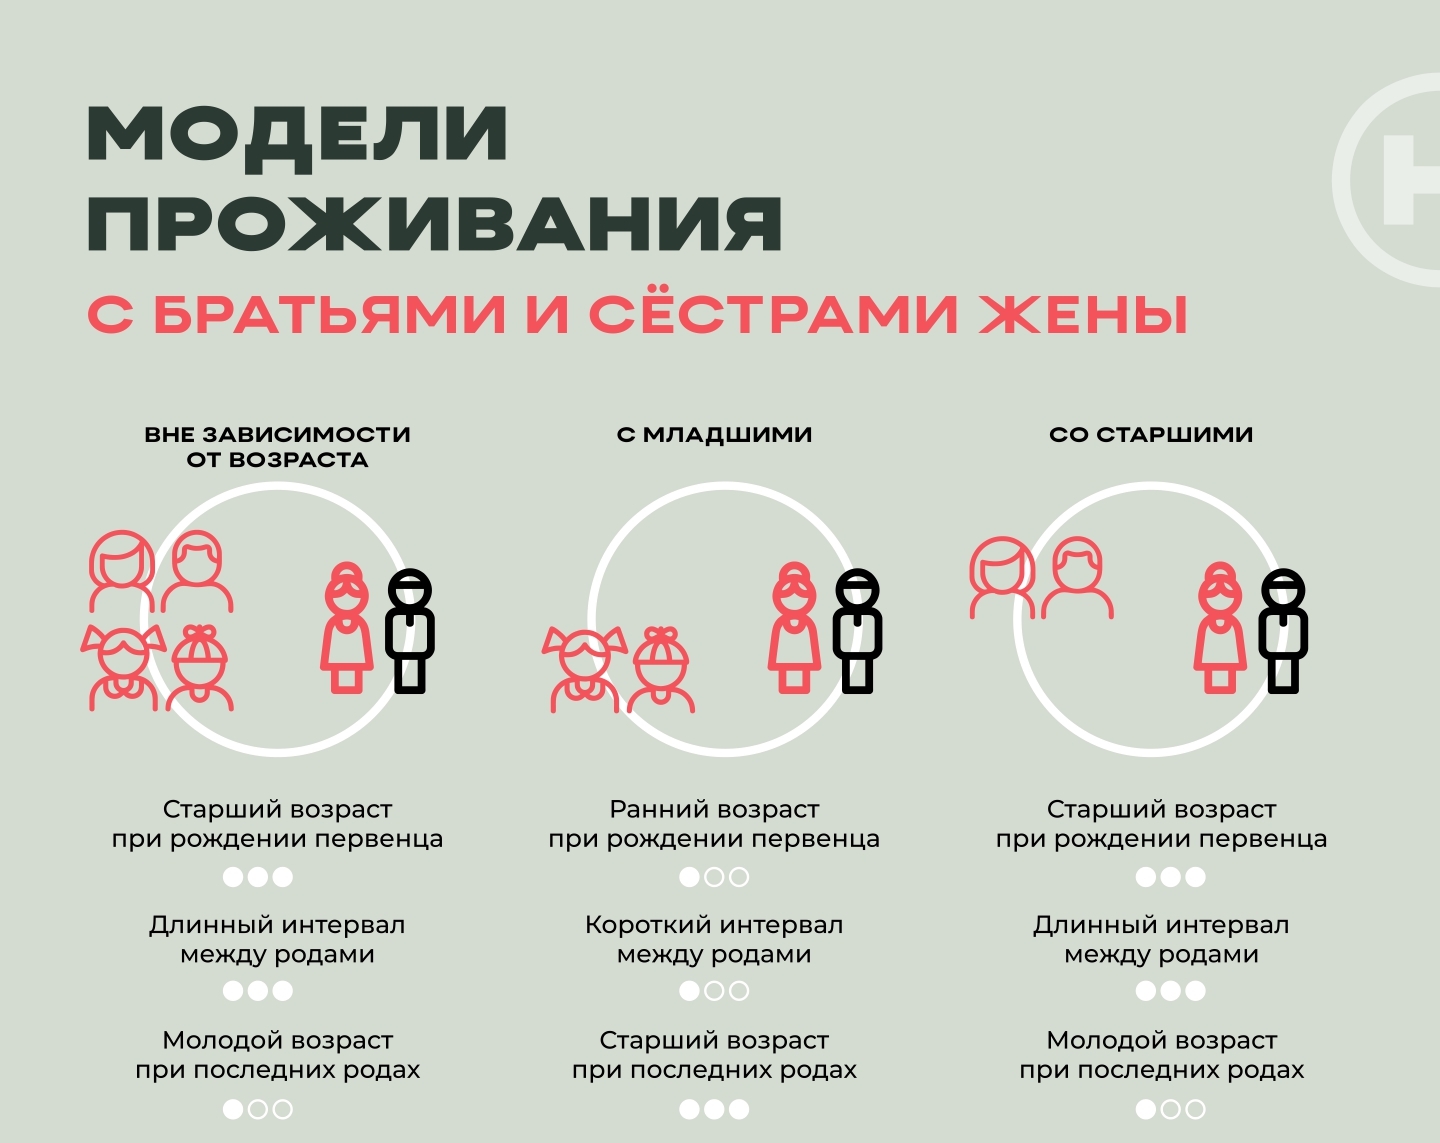 МОДЕЛИ
ПРОЖИВАНИЯ
С БРАТЬЯМИ И СЁСТРАМИ ЖЕНЫ
ВНЕ ЗАВИСИМОСТИ
ОТ ВОЗРАСТА
Старший возраст
при рождении первенца
Длинный интервал
между родами
Молодой возраст
при последних родах
С МЛАДШИМИ
Ранний возраст
при рождении первенца
Короткий интервал
между родами
Старший возраст
при последних родах
СО СТАРШИМИ
Старший возраст
при рождении первенца
Длинный интервал
между родами
Молодой возраст
при последних родах